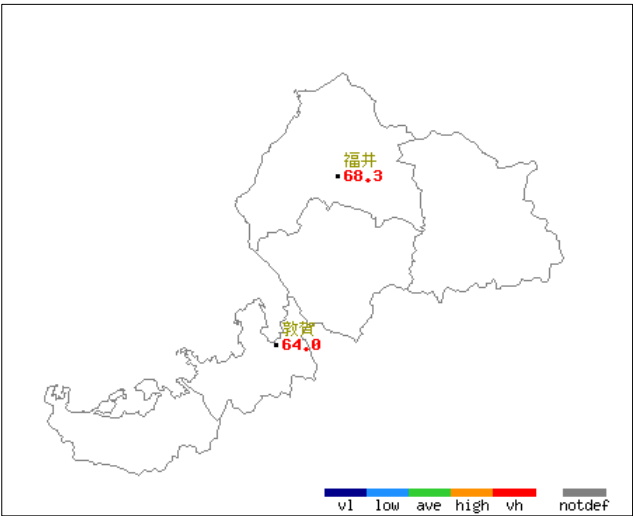 福井
68.3
敦賀
64.0
vl low ave high vh notdef